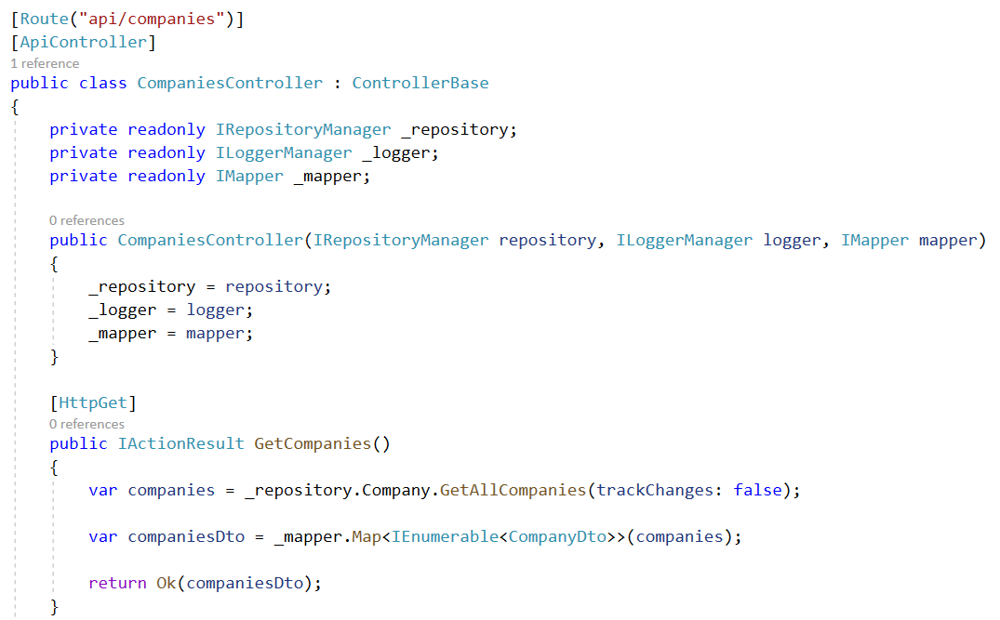 [Route("api/companies")]
[ApiController]
1 reference
public class CompaniesController : ControllerBase
{
private readonly IRepositoryManager _repository;
private readonly ILoggerManager _logger;
private readonly IMapper _mapper;
0 references
public CompaniesController(IRepositoryManager repository, ILoggerManager logger, IMapper mapper)
{
_repository = repository;
_logger = logger;
_mapper = mapper;
}
[HttpGet]
0 references
public IActionResult GetCompanies()
{
var companies = _repository.Company.GetAllCompanies(trackChanges: false);
var companiesDto = _mapper.Map<IEnumerable<CompanyDto>>(companies);
return Ok(companiesDto);
}